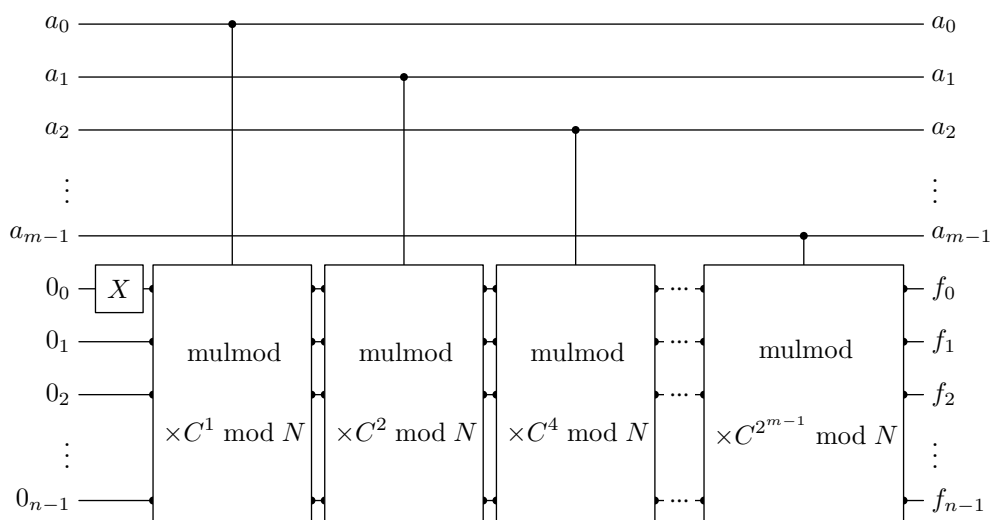 a_0 a_0
a_1 a_1
a_2 a_2
⋮ ⋮
a_{m−1} a_{m−1}
0_0 X ... ... f_0
0_1 ... ... f_1
mulmod mulmod mulmod mulmod
0_2 ... ... f_2
×C^1 mod N ×C^2 mod N ×C^4 mod N ×C^{2^{m−1}} mod N
⋮ ⋮
0_{n−1} ... ... f_{n−1}